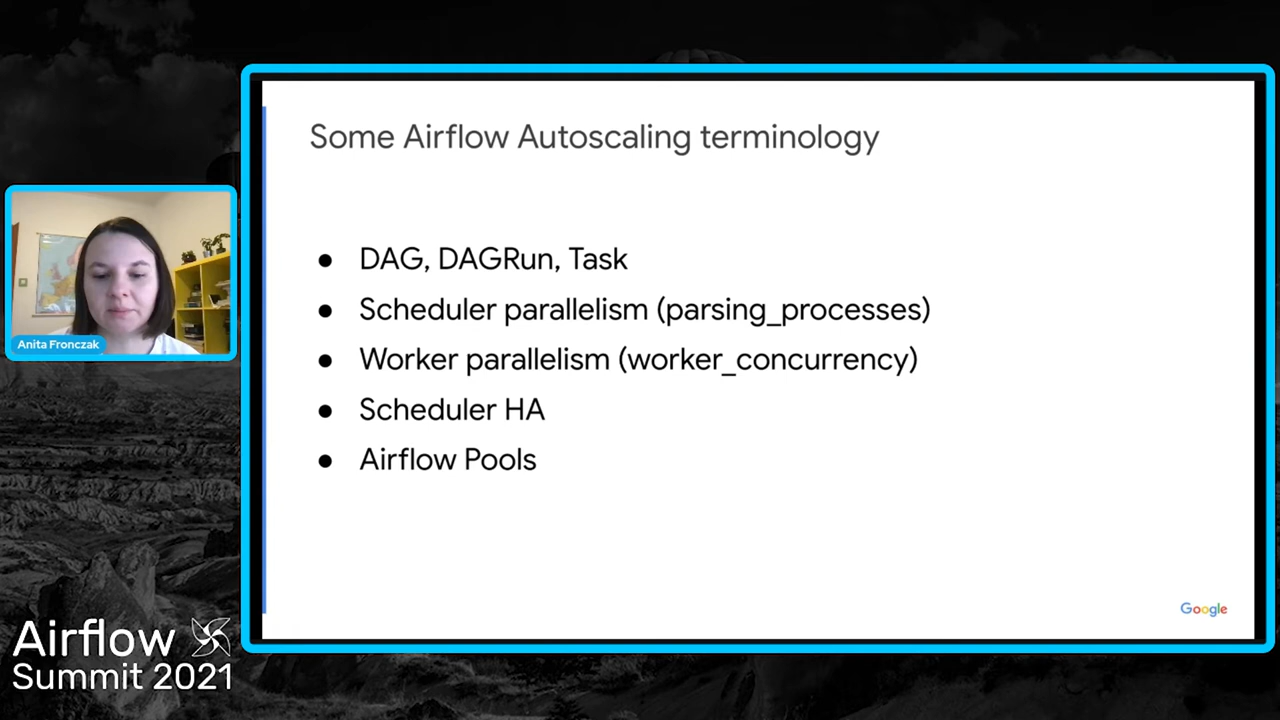 Some Airflow Autoscaling terminology
● DAG, DAGRun, Task
● Scheduler parallelism (parsing_processes)
● Worker parallelism (worker_concurrency)
● Scheduler HA
● Airflow Pools
Google
Anita Fronczak
Airflow
Summit 2021